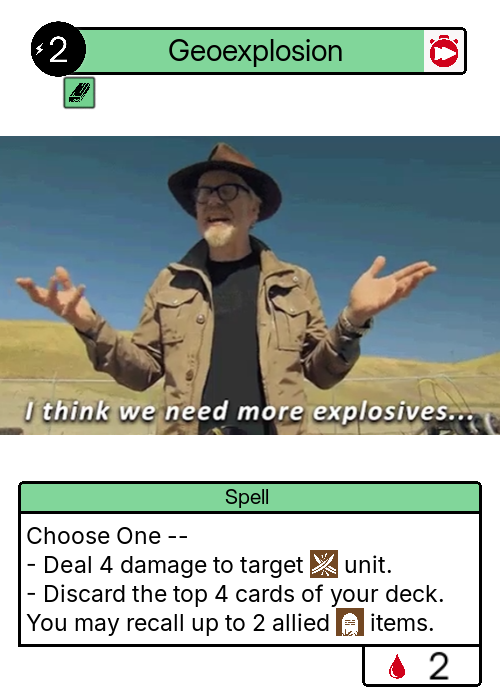 2
Geoexplosion
I think we need more explosives...
Spell
Choose One --
- Deal 4 damage to target unit.
- Discard the top 4 cards of your deck.
You may recall up to 2 allied items.
2